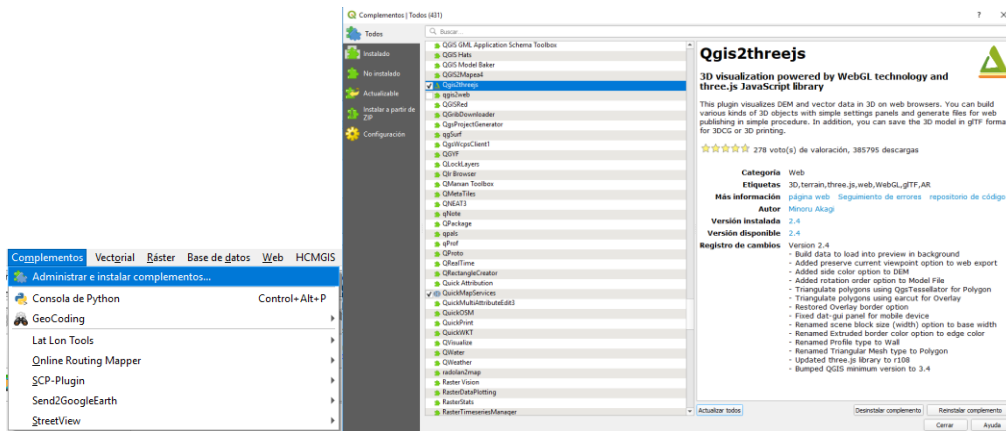 Complementos Vectorial Ráster Base de datos Web HCMGIS
Administrar e instalar complementos...
Consola de Python Control+Alt+P
GeoCoding
Lat Lon Tools
Online Routing Mapper
SCP-Plugin
Send2GoogleEarth
StreetView
Complementos | Todos (431)
Todos
Instalado
No instalado
Actualizable
Instalar a partir de
ZIP
Configuración
Buscar...
QGIS GML Application Schema Toolbox
QGIS Hats
QGIS Model Baker
QGIS2Mapea4
Qgis2threejs
qgis2web
QGISRed
QGribDownloader
QgsProjectGenerator
qgSurf
QgsWcpsClient1
QGYF
QLockLayers
Qlr Browser
QMarxan Toolbox
QMetaTiles
QNEAT3
qNote
QPackage
qpals
qProf
QProto
QRealTime
QRectangleCreator
Quick Attribution
QuickMapServices
QuickMultiAttributeEdit3
QuickOSM
QuickPrint
QuickWKT
QVisualize
QWater
QWeather
radolan2map
Raster Vision
RasterDataPlotting
RasterStats
RasterTimeseriesManager
Qgis2threejs
3D visualization powered by WebGL technology and
three.js JavaScript library
This plugin visualizes DEM and vector data in 3D on web browsers. You can build
various kinds of 3D objects with simple settings panels and generate files for web
publishing in simple procedure. In addition, you can save the 3D model in glTF forma
for 3DCG or 3D printing.
278 voto(s) de valoración, 385795 descargas
Categoría Web
Etiquetas 3D,terrain,three.js,web,WebGL,glTF,AR
Más información página web Seguimiento de errores repositorio de código
Autor Minoru Akagi
Versión instalada 2.4
Versión disponible 2.4
Registro de cambios Version 2.4
- Build data to load into preview in background
- Added preserve current viewpoint option to web export
- Added side color option to DEM
- Added rotation order option to Model File
- Triangulate polygons using QgsTessellator for Polygon
- Triangulate polygons using earcut for Overlay
- Restored Overlay border option
- Fixed dat-gui panel for mobile device
- Renamed scene block size (width) option to base width
- Renamed Extruded border color option to edge color
- Renamed Profile type to Wall
- Renamed Triangular Mesh type to Polygon
- Updated three.js library to r108
- Bumped QGIS minimum version to 3.4
Actualizar todos Desinstalar complemento Reinstalar complemento
Cerrar Ayuda